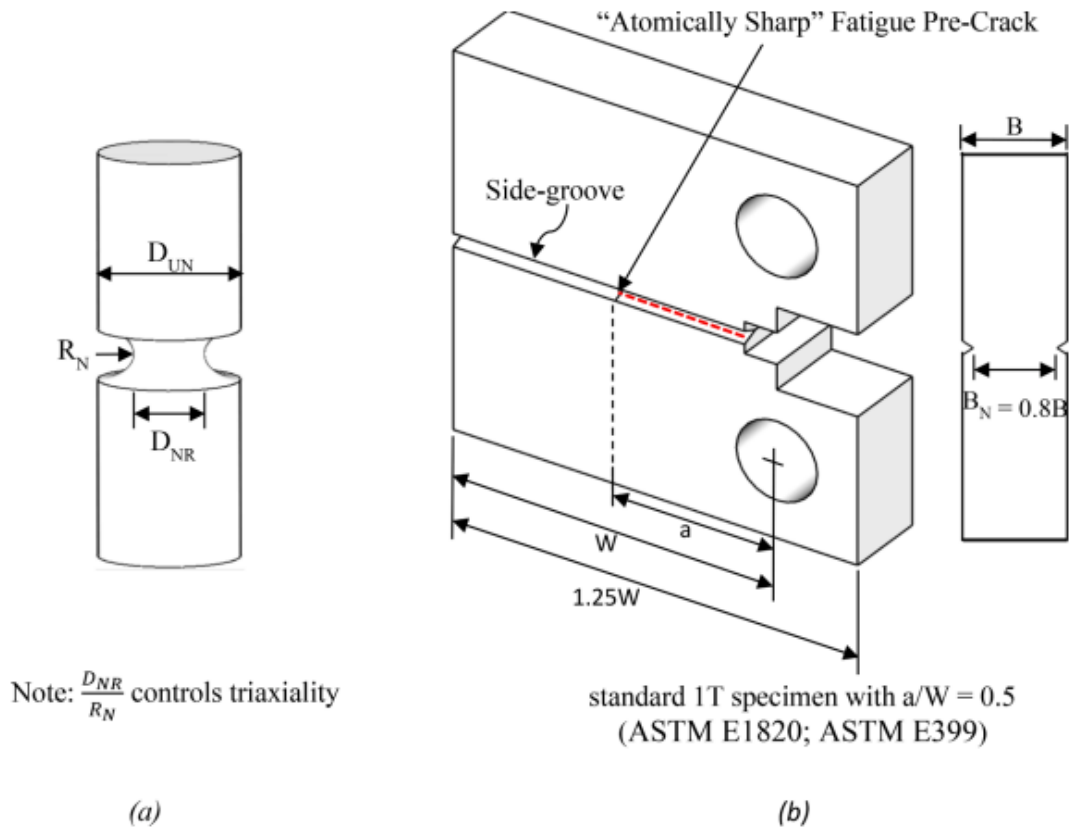 “Atomically Sharp” Fatigue Pre-Crack
B
Side-groove
D_UN
R_N
D_NR
B_N = 0.8B
a
W
1.25W
Note: D_NR/R_N controls triaxiality
standard 1T specimen with a/W = 0.5
(ASTM E1820; ASTM E399)
(a)
(b)